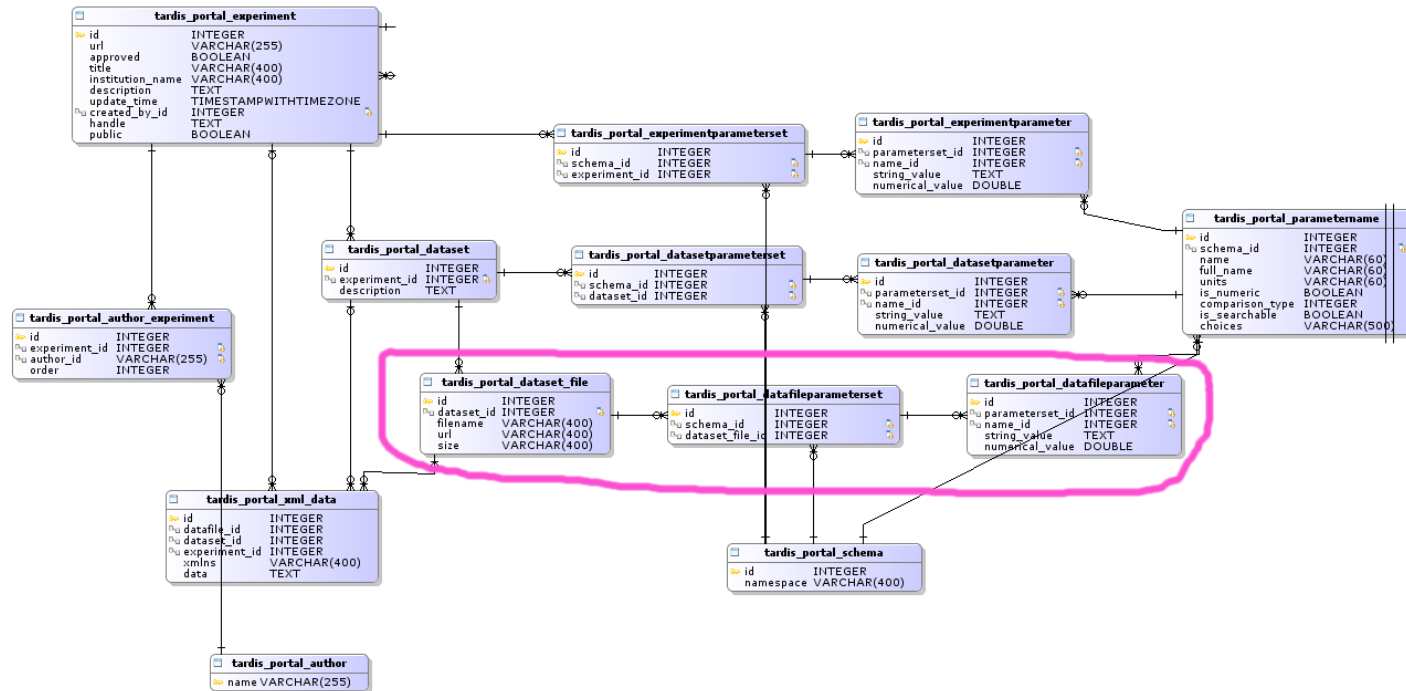 tardis_portal_experiment
id INTEGER
url VARCHAR(255)
approved BOOLEAN
title VARCHAR(400)
institution_name VARCHAR(400)
description TEXT
update_time TIMESTAMPWITHTIMEZONE
created_by_id INTEGER
handle TEXT
public BOOLEAN
tardis_portal_experimentparameterset
id INTEGER
schema_id INTEGER
experiment_id INTEGER
tardis_portal_experimentparameter
id INTEGER
parameterset_id INTEGER
name_id INTEGER
string_value TEXT
numerical_value DOUBLE
tardis_portal_parametername
id INTEGER
schema_id INTEGER
name VARCHAR(60)
full_name VARCHAR(60)
units VARCHAR(60)
is_numeric BOOLEAN
comparison_type INTEGER
is_searchable BOOLEAN
choices VARCHAR(500)
tardis_portal_dataset
id INTEGER
experiment_id INTEGER
description TEXT
tardis_portal_datasetparameterset
id INTEGER
schema_id INTEGER
dataset_id INTEGER
tardis_portal_datasetparameter
id INTEGER
parameterset_id INTEGER
name_id INTEGER
string_value TEXT
numerical_value DOUBLE
tardis_portal_author_experiment
id INTEGER
experiment_id INTEGER
author_id VARCHAR(255)
order INTEGER
tardis_portal_dataset_file
id INTEGER
dataset_id INTEGER
filename VARCHAR(400)
url VARCHAR(400)
size VARCHAR(400)
tardis_portal_datafileparameterset
id INTEGER
schema_id INTEGER
dataset_file_id INTEGER
tardis_portal_datafileparameter
id INTEGER
parameterset_id INTEGER
name_id INTEGER
string_value TEXT
numerical_value DOUBLE
tardis_portal_xml_data
id INTEGER
datafile_id INTEGER
dataset_id INTEGER
experiment_id INTEGER
xmlns VARCHAR(400)
data TEXT
tardis_portal_schema
id INTEGER
namespace VARCHAR(400)
tardis_portal_author
name VARCHAR(255)